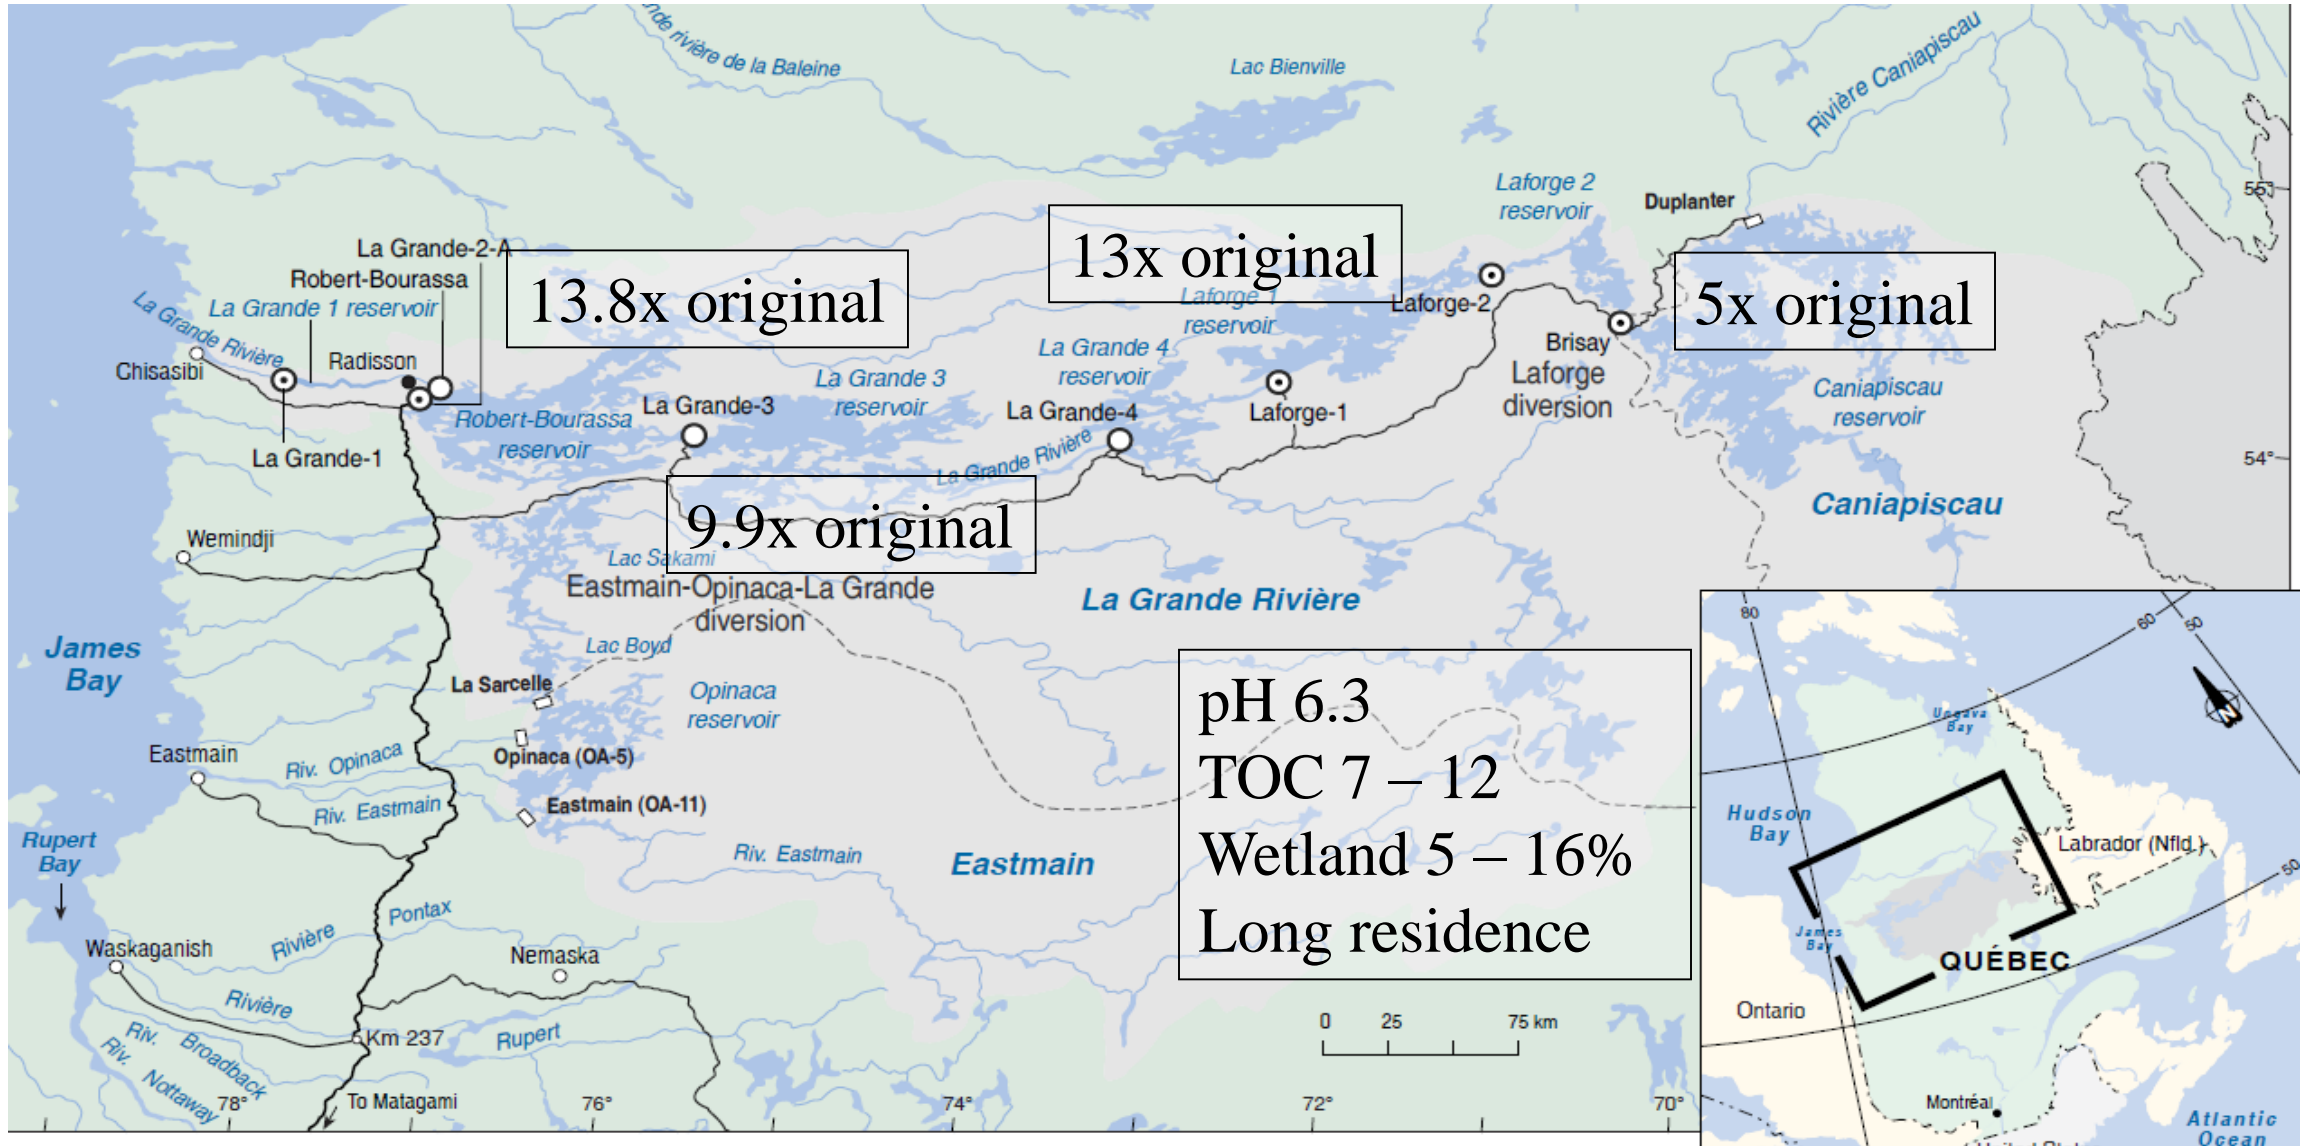 Grande rivière de la Baleine
Lac Bienville
Rivière Caniapiscau
Laforge 2
reservoir
Duplanter
55°
La Grande-2-A
Robert-Bourassa
La Grande 1 reservoir
La Grande Rivière
Chisasibi
Radisson
La Grande-1
13.8x original
13x original
Laforge 1
reservoir
Laforge-2
5x original
Brisay
Laforge
diversion
Caniapiscau
reservoir
La Grande 4
reservoir
La Grande 3
reservoir
Robert-Bourassa
reservoir
La Grande-3
La Grande-4
Laforge-1
La Grande Rivière
54°
Caniapiscau
9.9x original
Wemindji
Lac Sakami
Eastmain-Opinaca-La Grande
diversion
La Grande Rivière
James
Bay
Lac Boyd
La Sarcelle
Opinaca
reservoir
Opinaca (OA-5)
Eastmain
Riv. Opinaca
Riv. Eastmain
Eastmain (OA-11)
Riv. Eastmain
Eastmain
pH 6.3
TOC 7 – 12
Wetland 5 – 16%
Long residence
Rupert
Bay
Waskaganish
Rivière Pontax
Nemaska
Rivière
Rupert
Km 237
Riv. Broadback
Riv. Nottaway
To Matagami
0 25 75 km
78° 76° 74° 72° 70°
80
60
50
Ungava
Bay
Hudson
Bay
Labrador (Nfld.)
50
James
Bay
QUÉBEC
Ontario
Montréal
Atlantic
Ocean